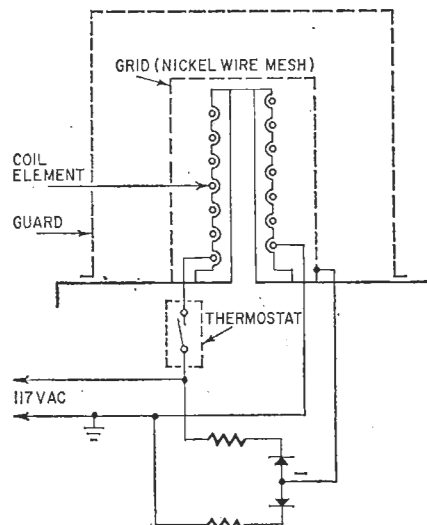 GRID (NICKEL WIRE MESH)
COIL
ELEMENT
GUARD
THERMOSTAT
117 VAC